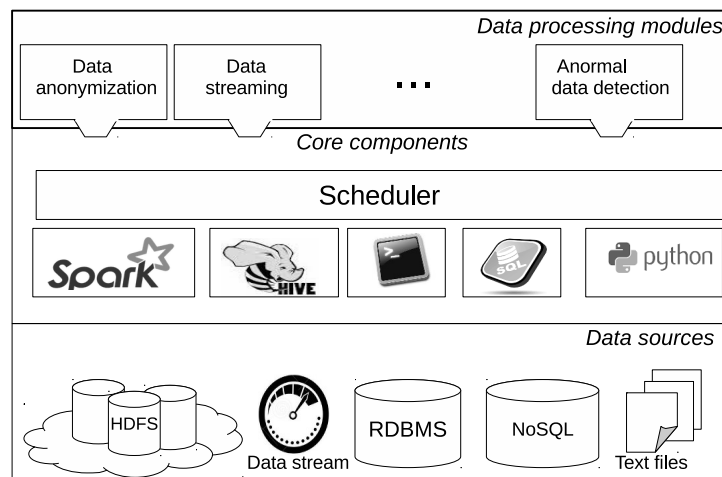 Data processing modules
Data
anonymization
Data
streaming
...
Anormal
data detection
Core components
Scheduler
Spark
HIVE
>_
SQL
python
Data sources
HDFS
Data stream
RDBMS
NoSQL
Text files